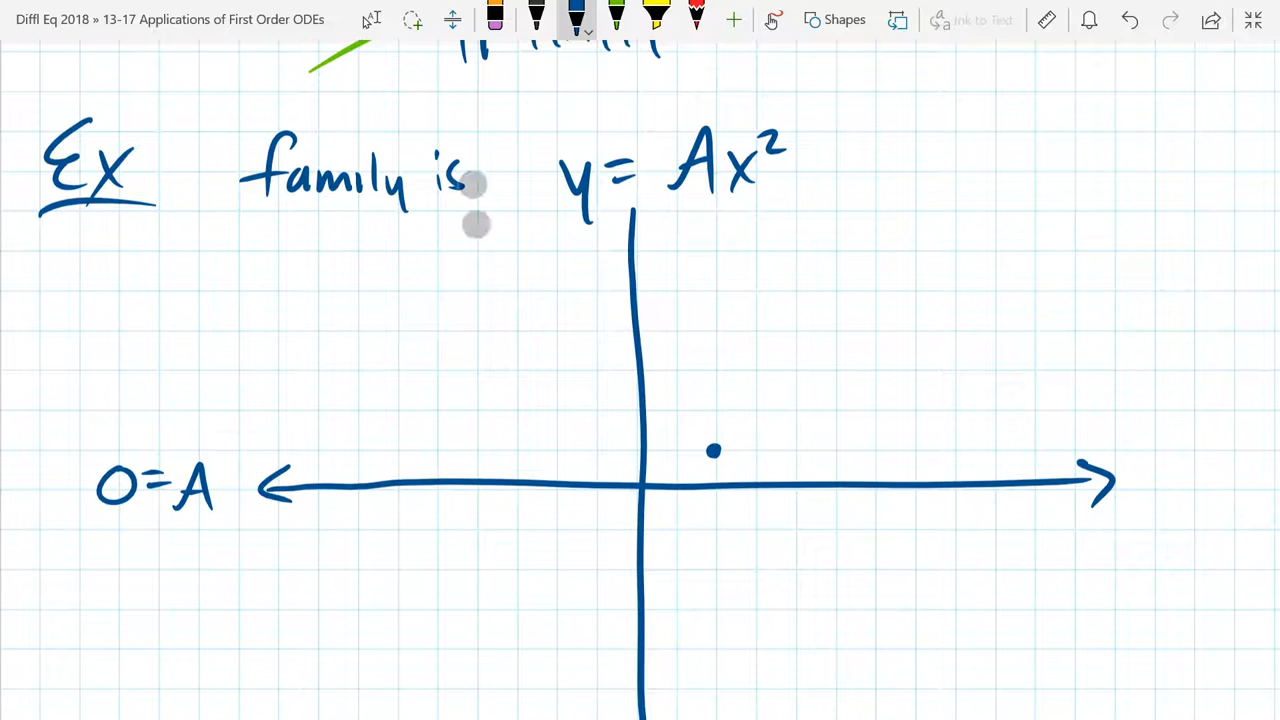 Diffl Eq 2018 » 13-17 Applications of First Order ODEs
Shapes
Ink to Text
Ex family is y = Ax²
0=A